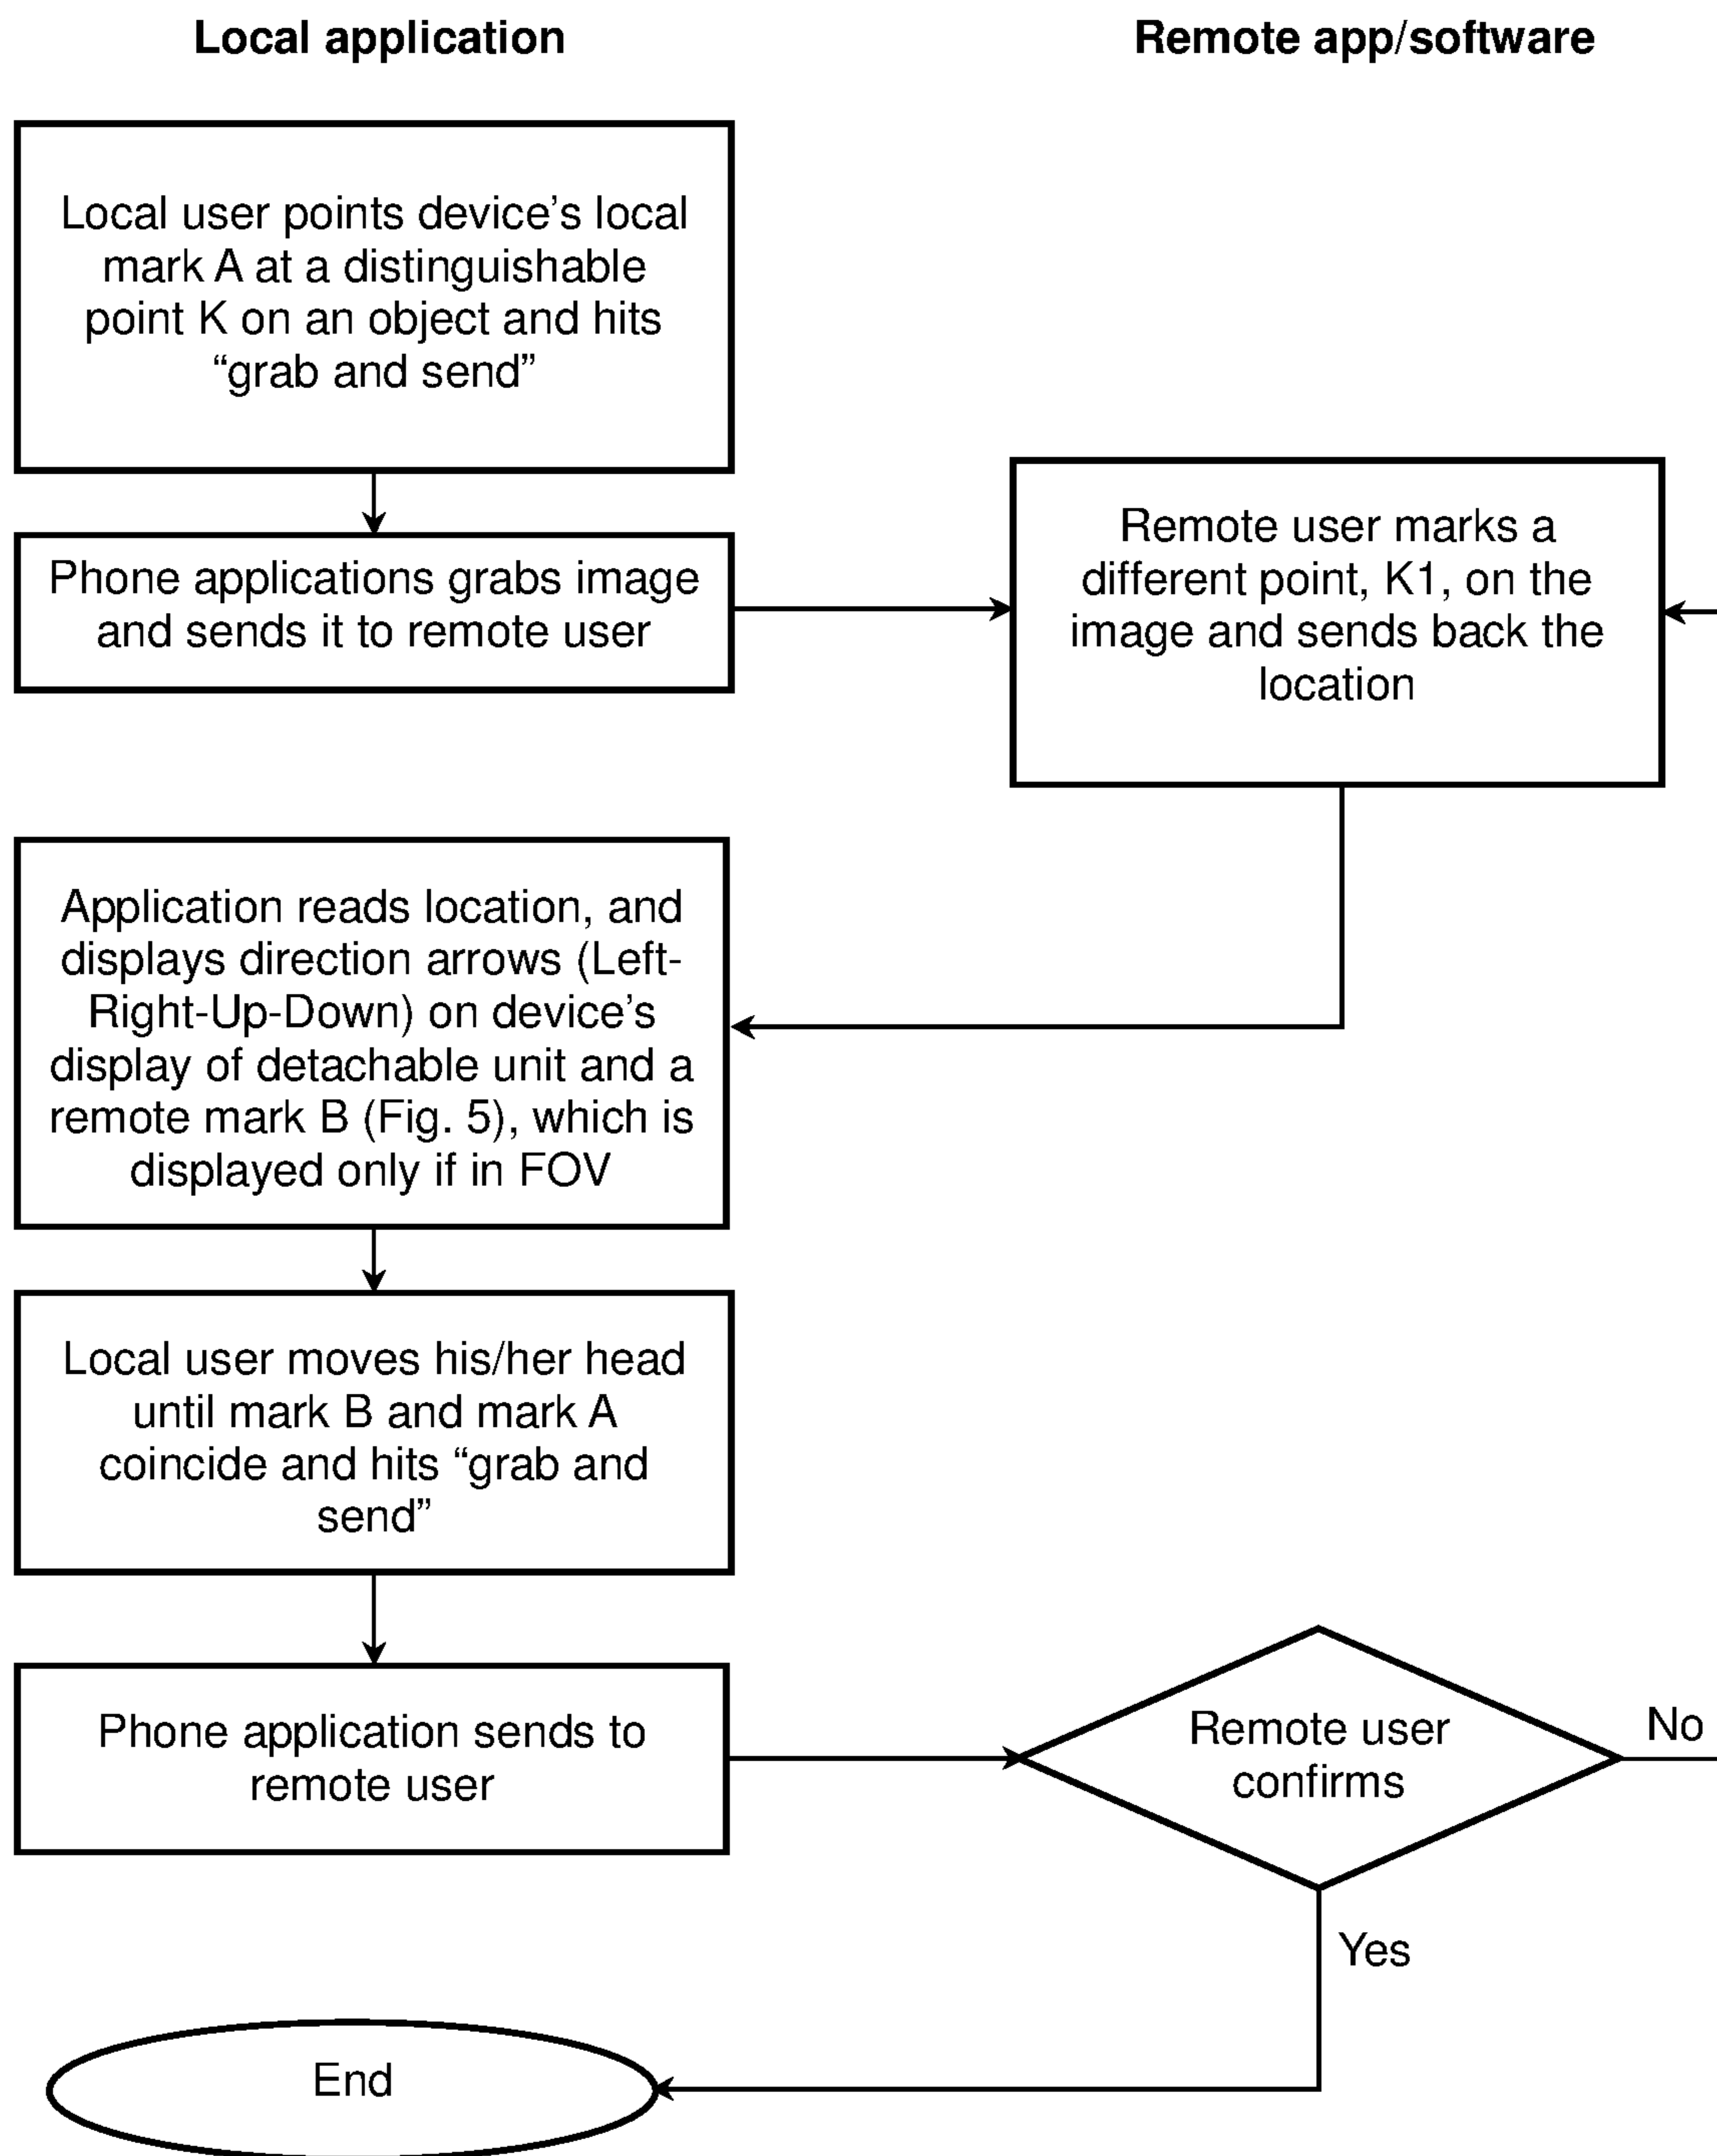 Local application
Remote app/software
Local user points device’s local
mark A at a distinguishable
point K on an object and hits
“grab and send”
Phone applications grabs image
and sends it to remote user
Remote user marks a
different point, K1, on the
image and sends back the
location
Application reads location, and
displays direction arrows (Left-
Right-Up-Down) on device’s
display of detachable unit and a
remote mark B (Fig. 5), which is
displayed only if in FOV
Local user moves his/her head
until mark B and mark A
coincide and hits “grab and
send”
Phone application sends to
remote user
Remote user
confirms
No
Yes
End